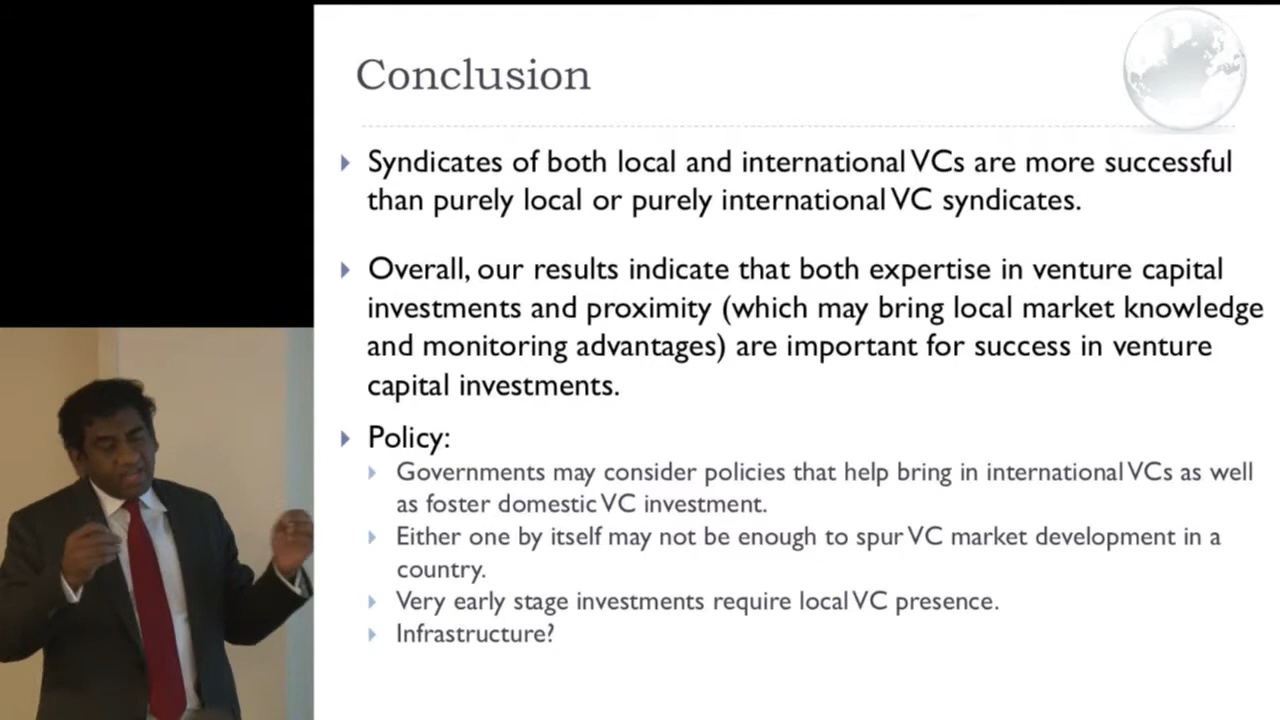 Conclusion
Syndicates of both local and international VCs are more successful
than purely local or purely international VC syndicates.
Overall, our results indicate that both expertise in venture capital
investments and proximity (which may bring local market knowledge
and monitoring advantages) are important for success in venture
capital investments.
Policy:
Governments may consider policies that help bring in international VCs as well
as foster domestic VC investment.
Either one by itself may not be enough to spur VC market development in a
country.
Very early stage investments require local VC presence.
Infrastructure?